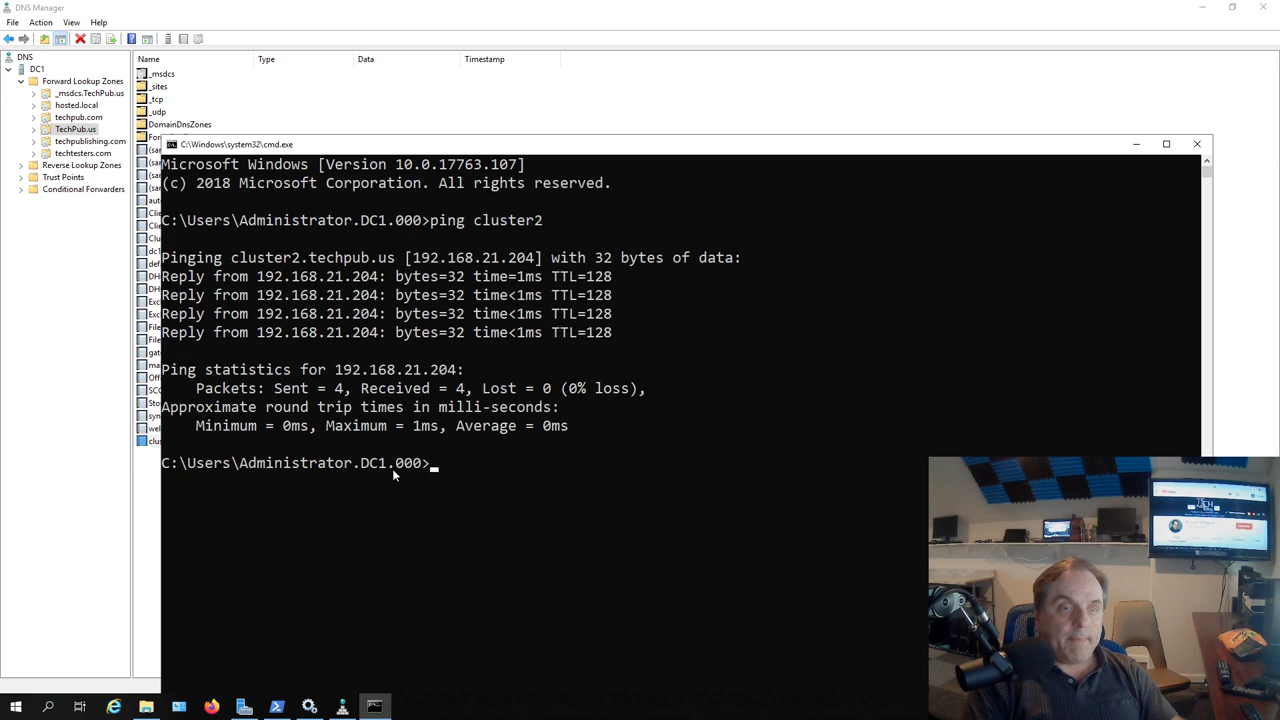 DNS Manager
File Action View Help
DNS
DC1
Forward Lookup Zones
_msdcs.TechPub.us
hosted.local
techpub.com
TechPub.us
techpublishing.com
techtesters.com
Reverse Lookup Zones
Trust Points
Conditional Forwarders
Name Type Data Timestamp
_msdcs
_sites
_tcp
_udp
DomainDnsZones
C:\Windows\system32\cmd.exe
Microsoft Windows [Version 10.0.17763.107]
(c) 2018 Microsoft Corporation. All rights reserved.
C:\Users\Administrator.DC1.000>ping cluster2
Pinging cluster2.techpub.us [192.168.21.204] with 32 bytes of data:
Reply from 192.168.21.204: bytes=32 time=1ms TTL=128
Reply from 192.168.21.204: bytes=32 time<1ms TTL=128
Reply from 192.168.21.204: bytes=32 time<1ms TTL=128
Reply from 192.168.21.204: bytes=32 time<1ms TTL=128
Ping statistics for 192.168.21.204:
Packets: Sent = 4, Received = 4, Lost = 0 (0% loss),
Approximate round trip times in milli-seconds:
Minimum = 0ms, Maximum = 1ms, Average = 0ms
C:\Users\Administrator.DC1.000>